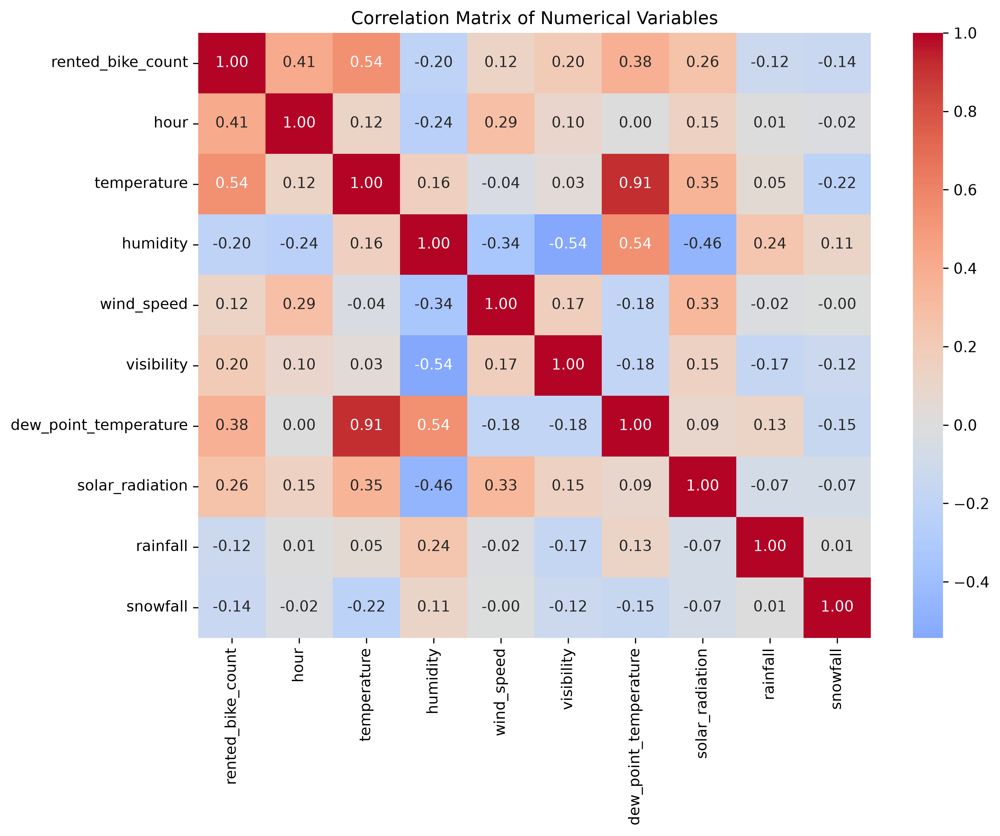 Correlation Matrix of Numerical Variables
rented_bike_count 1.00 0.41 0.54 -0.20 0.12 0.20 0.38 0.26 -0.12 -0.14
hour 0.41 1.00 0.12 -0.24 0.29 0.10 0.00 0.15 0.01 -0.02
temperature 0.54 0.12 1.00 0.16 -0.04 0.03 0.91 0.35 0.05 -0.22
humidity -0.20 -0.24 0.16 1.00 -0.34 -0.54 0.54 -0.46 0.24 0.11
wind_speed 0.12 0.29 -0.04 -0.34 1.00 0.17 -0.18 0.33 -0.02 -0.00
visibility 0.20 0.10 0.03 -0.54 0.17 1.00 -0.18 0.15 -0.17 -0.12
dew_point_temperature 0.38 0.00 0.91 0.54 -0.18 -0.18 1.00 0.09 0.13 -0.15
solar_radiation 0.26 0.15 0.35 -0.46 0.33 0.15 0.09 1.00 -0.07 -0.07
rainfall -0.12 0.01 0.05 0.24 -0.02 -0.17 0.13 -0.07 1.00 0.01
snowfall -0.14 -0.02 -0.22 0.11 -0.00 -0.12 -0.15 -0.07 0.01 1.00
rented_bike_count
hour
temperature
humidity
wind_speed
visibility
dew_point_temperature
solar_radiation
rainfall
snowfall
1.0
0.8
0.6
0.4
0.2
0.0
−0.2
−0.4